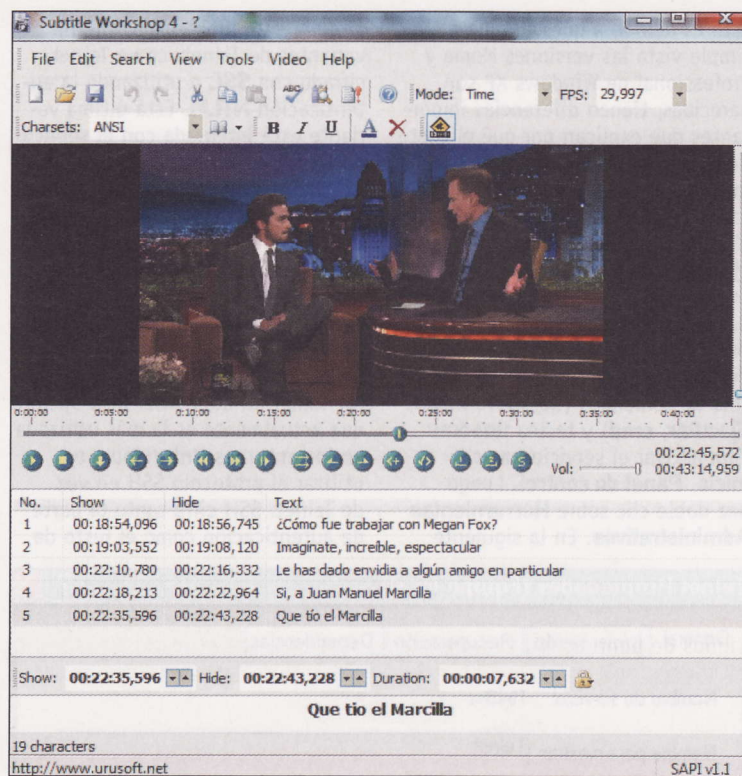 Subtitle Workshop 4 - ?
File Edit Search View Tools Video Help
ABC Mode: Time FPS: 29,997
Charsets: ANSI B I U A
0:00:00 0:05:00 0:10:00 0:15:00 0:20:00 0:25:00 0:30:00 0:35:00 0:40:00
00:22:45,572
Vol: 00:43:14,959
No. Show Hide Text
1 00:18:54,096 00:18:56,745 ¿Cómo fue trabajar con Megan Fox?
2 00:19:03,552 00:19:08,120 Imagínate, increíble, espectacular
3 00:22:10,780 00:22:16,332 Le has dado envidia a algún amigo en particular
4 00:22:18,213 00:22:22,964 Si, a Juan Manuel Marcilla
5 00:22:35,596 00:22:43,228 Que tío el Marcilla
Show: 00:22:35,596 Hide: 00:22:43,228 Duration: 00:00:07,632
Que tío el Marcilla
19 characters
http://www.urusoft.net SAPI v1.1